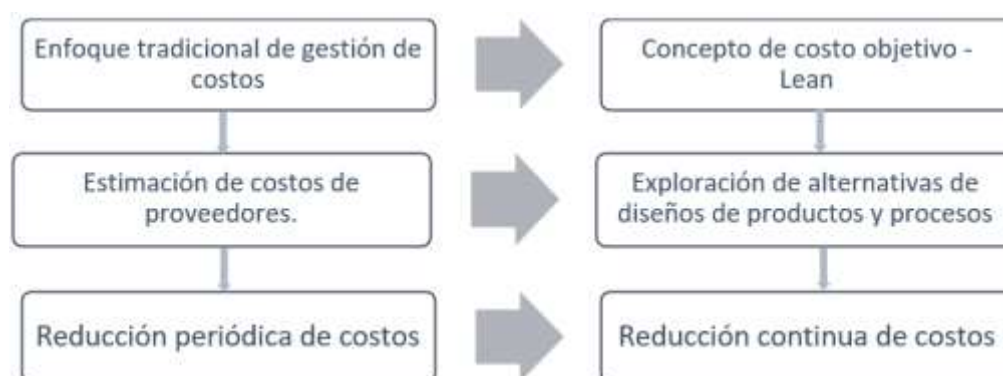 Enfoque tradicional de gestión de
costos
Concepto de costo objetivo -
Lean
Estimación de costos de
proveedores.
Exploración de alternativas de
diseños de productos y procesos
Reducción periódica de costos
Reducción continua de costos